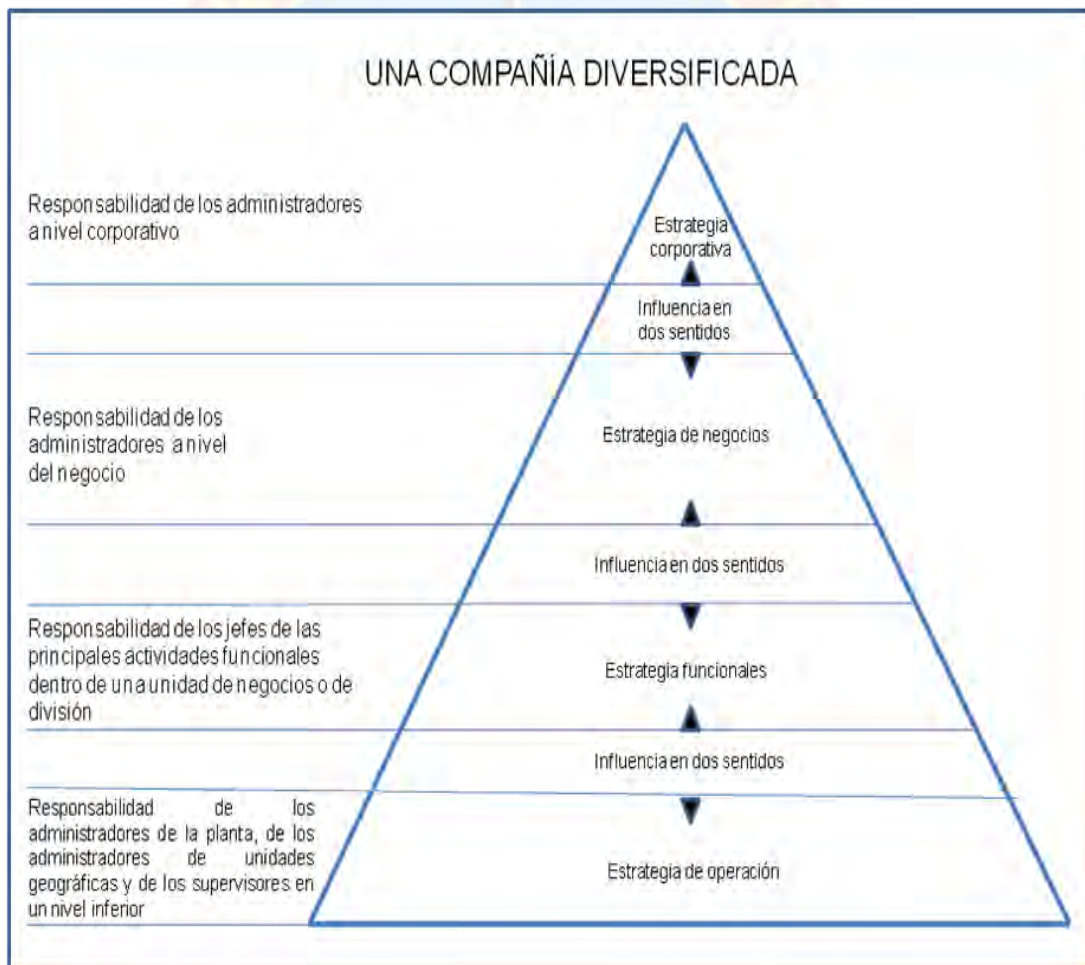 UNA COMPAÑÍA DIVERSIFICADA
Responsabilidad de los administradores
a nivel corporativo
Estrategia
corporativa
Influencia en
dos sentidos
Responsabilidad de los
administradores a nivel
del negocio
Estrategia de negocios
Influencia en dos sentidos
Responsabilidad de los jefes de las
principales actividades funcionales
dentro de una unidad de negocios o de
división
Estrategia funcionales
Influencia en dos sentidos
Responsabilidad de los
administradores de la planta, de los
administradores de unidades
geográficas y de los supervisores en
un nivel inferior
Estrategia de operación